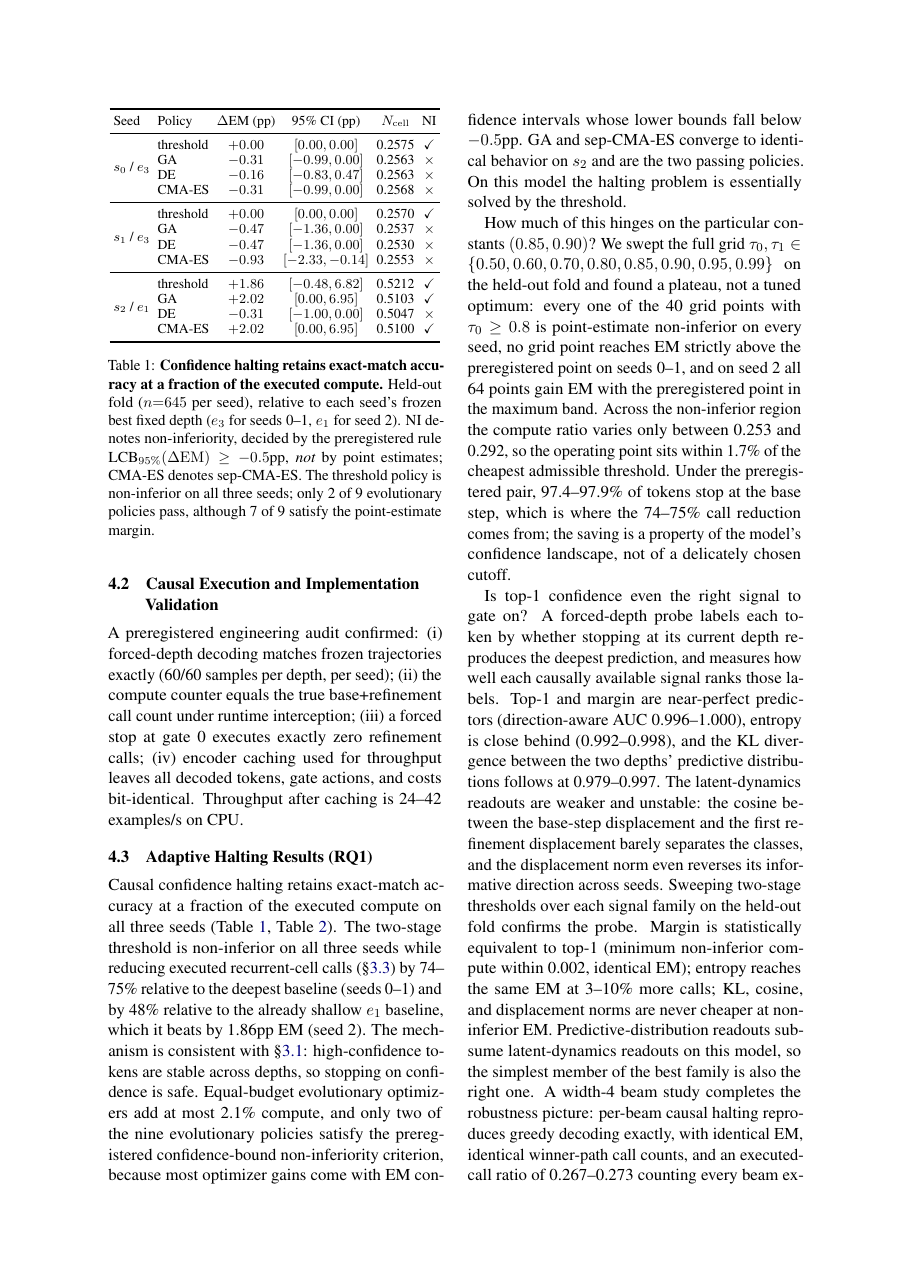 Seed Policy ΔEM (pp) 95% CI (pp) N_cell NI
s0 / e3
threshold +0.00 [0.00, 0.00] 0.2575 ✓
GA −0.31 [−0.99, 0.00] 0.2563 ×
DE −0.16 [−0.83, 0.47] 0.2563 ×
CMA-ES −0.31 [−0.99, 0.00] 0.2568 ×
s1 / e3
threshold +0.00 [0.00, 0.00] 0.2570 ✓
GA −0.47 [−1.36, 0.00] 0.2537 ×
DE −0.47 [−1.36, 0.00] 0.2530 ×
CMA-ES −0.93 [−2.33, −0.14] 0.2553 ×
s2 / e1
threshold +1.86 [−0.48, 6.82] 0.5212 ✓
GA +2.02 [0.00, 6.95] 0.5103 ✓
DE −0.31 [−1.00, 0.00] 0.5047 ×
CMA-ES +2.02 [0.00, 6.95] 0.5100 ✓
Table 1: Confidence halting retains exact-match accu-
racy at a fraction of the executed compute. Held-out
fold (n=645 per seed), relative to each seed's frozen
best fixed depth (e3 for seeds 0–1, e1 for seed 2). NI de-
notes non-inferiority, decided by the preregistered rule
LCB95%(ΔEM) ≥ −0.5pp, not by point estimates;
CMA-ES denotes sep-CMA-ES. The threshold policy is
non-inferior on all three seeds; only 2 of 9 evolutionary
policies pass, although 7 of 9 satisfy the point-estimate
margin.
4.2 Causal Execution and Implementation
Validation
A preregistered engineering audit confirmed: (i)
forced-depth decoding matches frozen trajectories
exactly (60/60 samples per depth, per seed); (ii) the
compute counter equals the true base+refinement
call count under runtime interception; (iii) a forced
stop at gate 0 executes exactly zero refinement
calls; (iv) encoder caching used for throughput
leaves all decoded tokens, gate actions, and costs
bit-identical. Throughput after caching is 24–42
examples/s on CPU.
4.3 Adaptive Halting Results (RQ1)
Causal confidence halting retains exact-match ac-
curacy at a fraction of the executed compute on
all three seeds (Table 1, Table 2). The two-stage
threshold is non-inferior on all three seeds while
reducing executed recurrent-cell calls (§3.3) by 74–
75% relative to the deepest baseline (seeds 0–1) and
by 48% relative to the already shallow e1 baseline,
which it beats by 1.86pp EM (seed 2). The mech-
anism is consistent with §3.1: high-confidence to-
kens are stable across depths, so stopping on confi-
dence is safe. Equal-budget evolutionary optimiz-
ers add at most 2.1% compute, and only two of
the nine evolutionary policies satisfy the prereg-
istered confidence-bound non-inferiority criterion,
because most optimizer gains come with EM con-
fidence intervals whose lower bounds fall below
−0.5pp. GA and sep-CMA-ES converge to identi-
cal behavior on s2 and are the two passing policies.
On this model the halting problem is essentially
solved by the threshold.
How much of this hinges on the particular con-
stants (0.85, 0.90)? We swept the full grid τ0, τ1 ∈
{0.50, 0.60, 0.70, 0.80, 0.85, 0.90, 0.95, 0.99} on
the held-out fold and found a plateau, not a tuned
optimum: every one of the 40 grid points with
τ0 ≥ 0.8 is point-estimate non-inferior on every
seed, no grid point reaches EM strictly above the
preregistered point on seeds 0–1, and on seed 2 all
64 points gain EM with the preregistered point in
the maximum band. Across the non-inferior region
the compute ratio varies only between 0.253 and
0.292, so the operating point sits within 1.7% of the
cheapest admissible threshold. Under the preregis-
tered pair, 97.4–97.9% of tokens stop at the base
step, which is where the 74–75% call reduction
comes from; the saving is a property of the model's
confidence landscape, not of a delicately chosen
cutoff.
Is top-1 confidence even the right signal to
gate on? A forced-depth probe labels each to-
ken by whether stopping at its current depth re-
produces the deepest prediction, and measures how
well each causally available signal ranks those la-
bels. Top-1 and margin are near-perfect predic-
tors (direction-aware AUC 0.996–1.000), entropy
is close behind (0.992–0.998), and the KL diver-
gence between the two depths' predictive distribu-
tions follows at 0.979–0.997. The latent-dynamics
readouts are weaker and unstable: the cosine be-
tween the base-step displacement and the first re-
finement displacement barely separates the classes,
and the displacement norm even reverses its infor-
mative direction across seeds. Sweeping two-stage
thresholds over each signal family on the held-out
fold confirms the probe. Margin is statistically
equivalent to top-1 (minimum non-inferior com-
pute within 0.002, identical EM); entropy reaches
the same EM at 3–10% more calls; KL, cosine,
and displacement norms are never cheaper at non-
inferior EM. Predictive-distribution readouts sub-
sume latent-dynamics readouts on this model, so
the simplest member of the best family is also the
right one. A width-4 beam study completes the
robustness picture: per-beam causal halting repro-
duces greedy decoding exactly, with identical EM,
identical winner-path call counts, and an executed-
call ratio of 0.267–0.273 counting every beam ex-